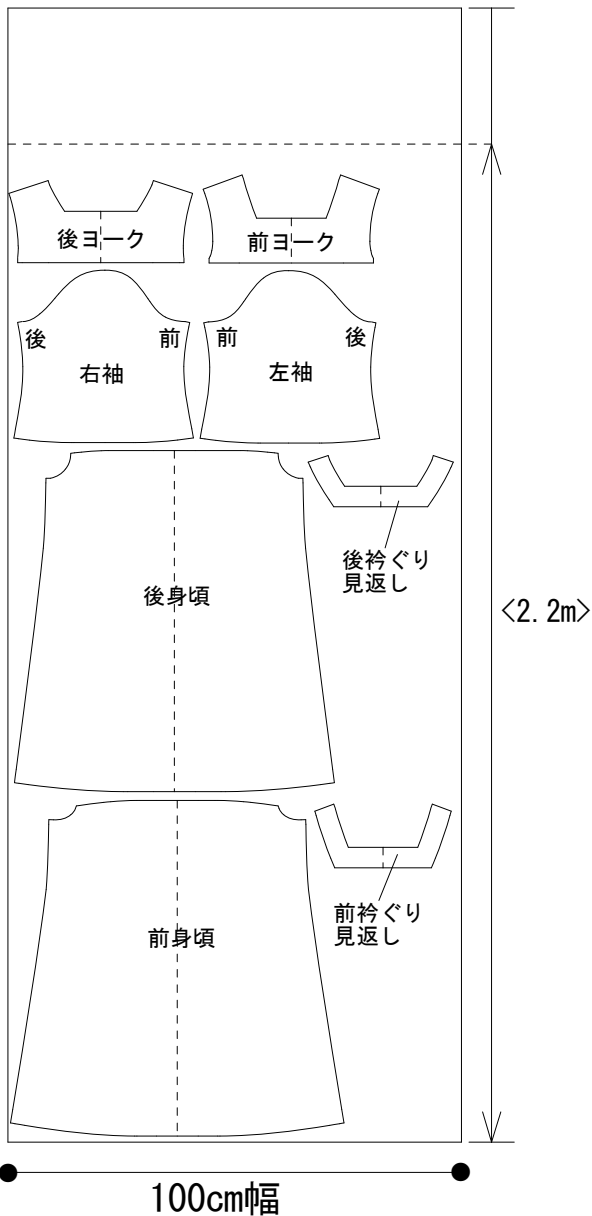 後ヨーク
前ヨーク
後
前
右袖
前
後
左袖
後衿ぐり
見返し
後身頃
<2.2m>
前衿ぐり
見返し
前身頃
100cm幅